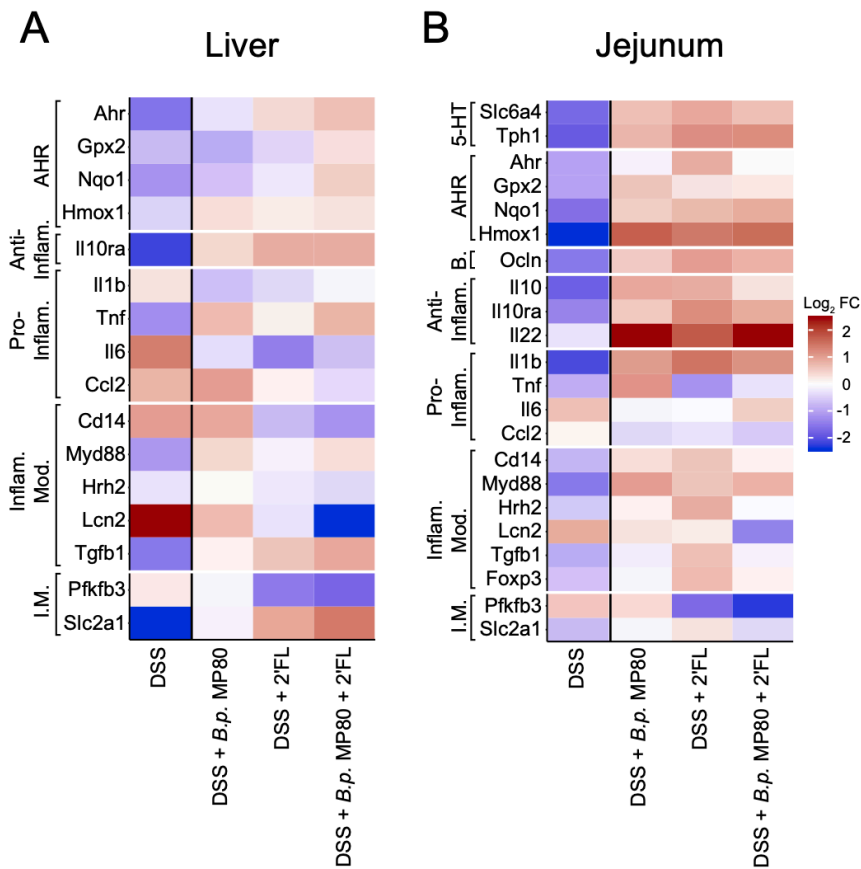 A
Liver
AHR
Ahr
Gpx2
Nqo1
Hmox1
Anti-
Inflam.
Il10ra
Pro-
Inflam.
Il1b
Tnf
Il6
Ccl2
Inflam.
Mod.
Cd14
Myd88
Hrh2
Lcn2
Tgfb1
I.M.
Pfkfb3
Slc2a1
DSS
DSS + B.p. MP80
DSS + 2'FL
DSS + B.p. MP80 + 2'FL
B
Jejunum
5-HT
Slc6a4
Tph1
AHR
Ahr
Gpx2
Nqo1
Hmox1
B.
Ocln
Anti-
Inflam.
Il10
Il10ra
Il22
Pro-
Inflam.
Il1b
Tnf
Il6
Ccl2
Inflam.
Mod.
Cd14
Myd88
Hrh2
Lcn2
Tgfb1
Foxp3
I.M.
Pfkfb3
Slc2a1
DSS
DSS + B.p. MP80
DSS + 2'FL
DSS + B.p. MP80 + 2'FL
Log₂ FC
2
1
0
-1
-2